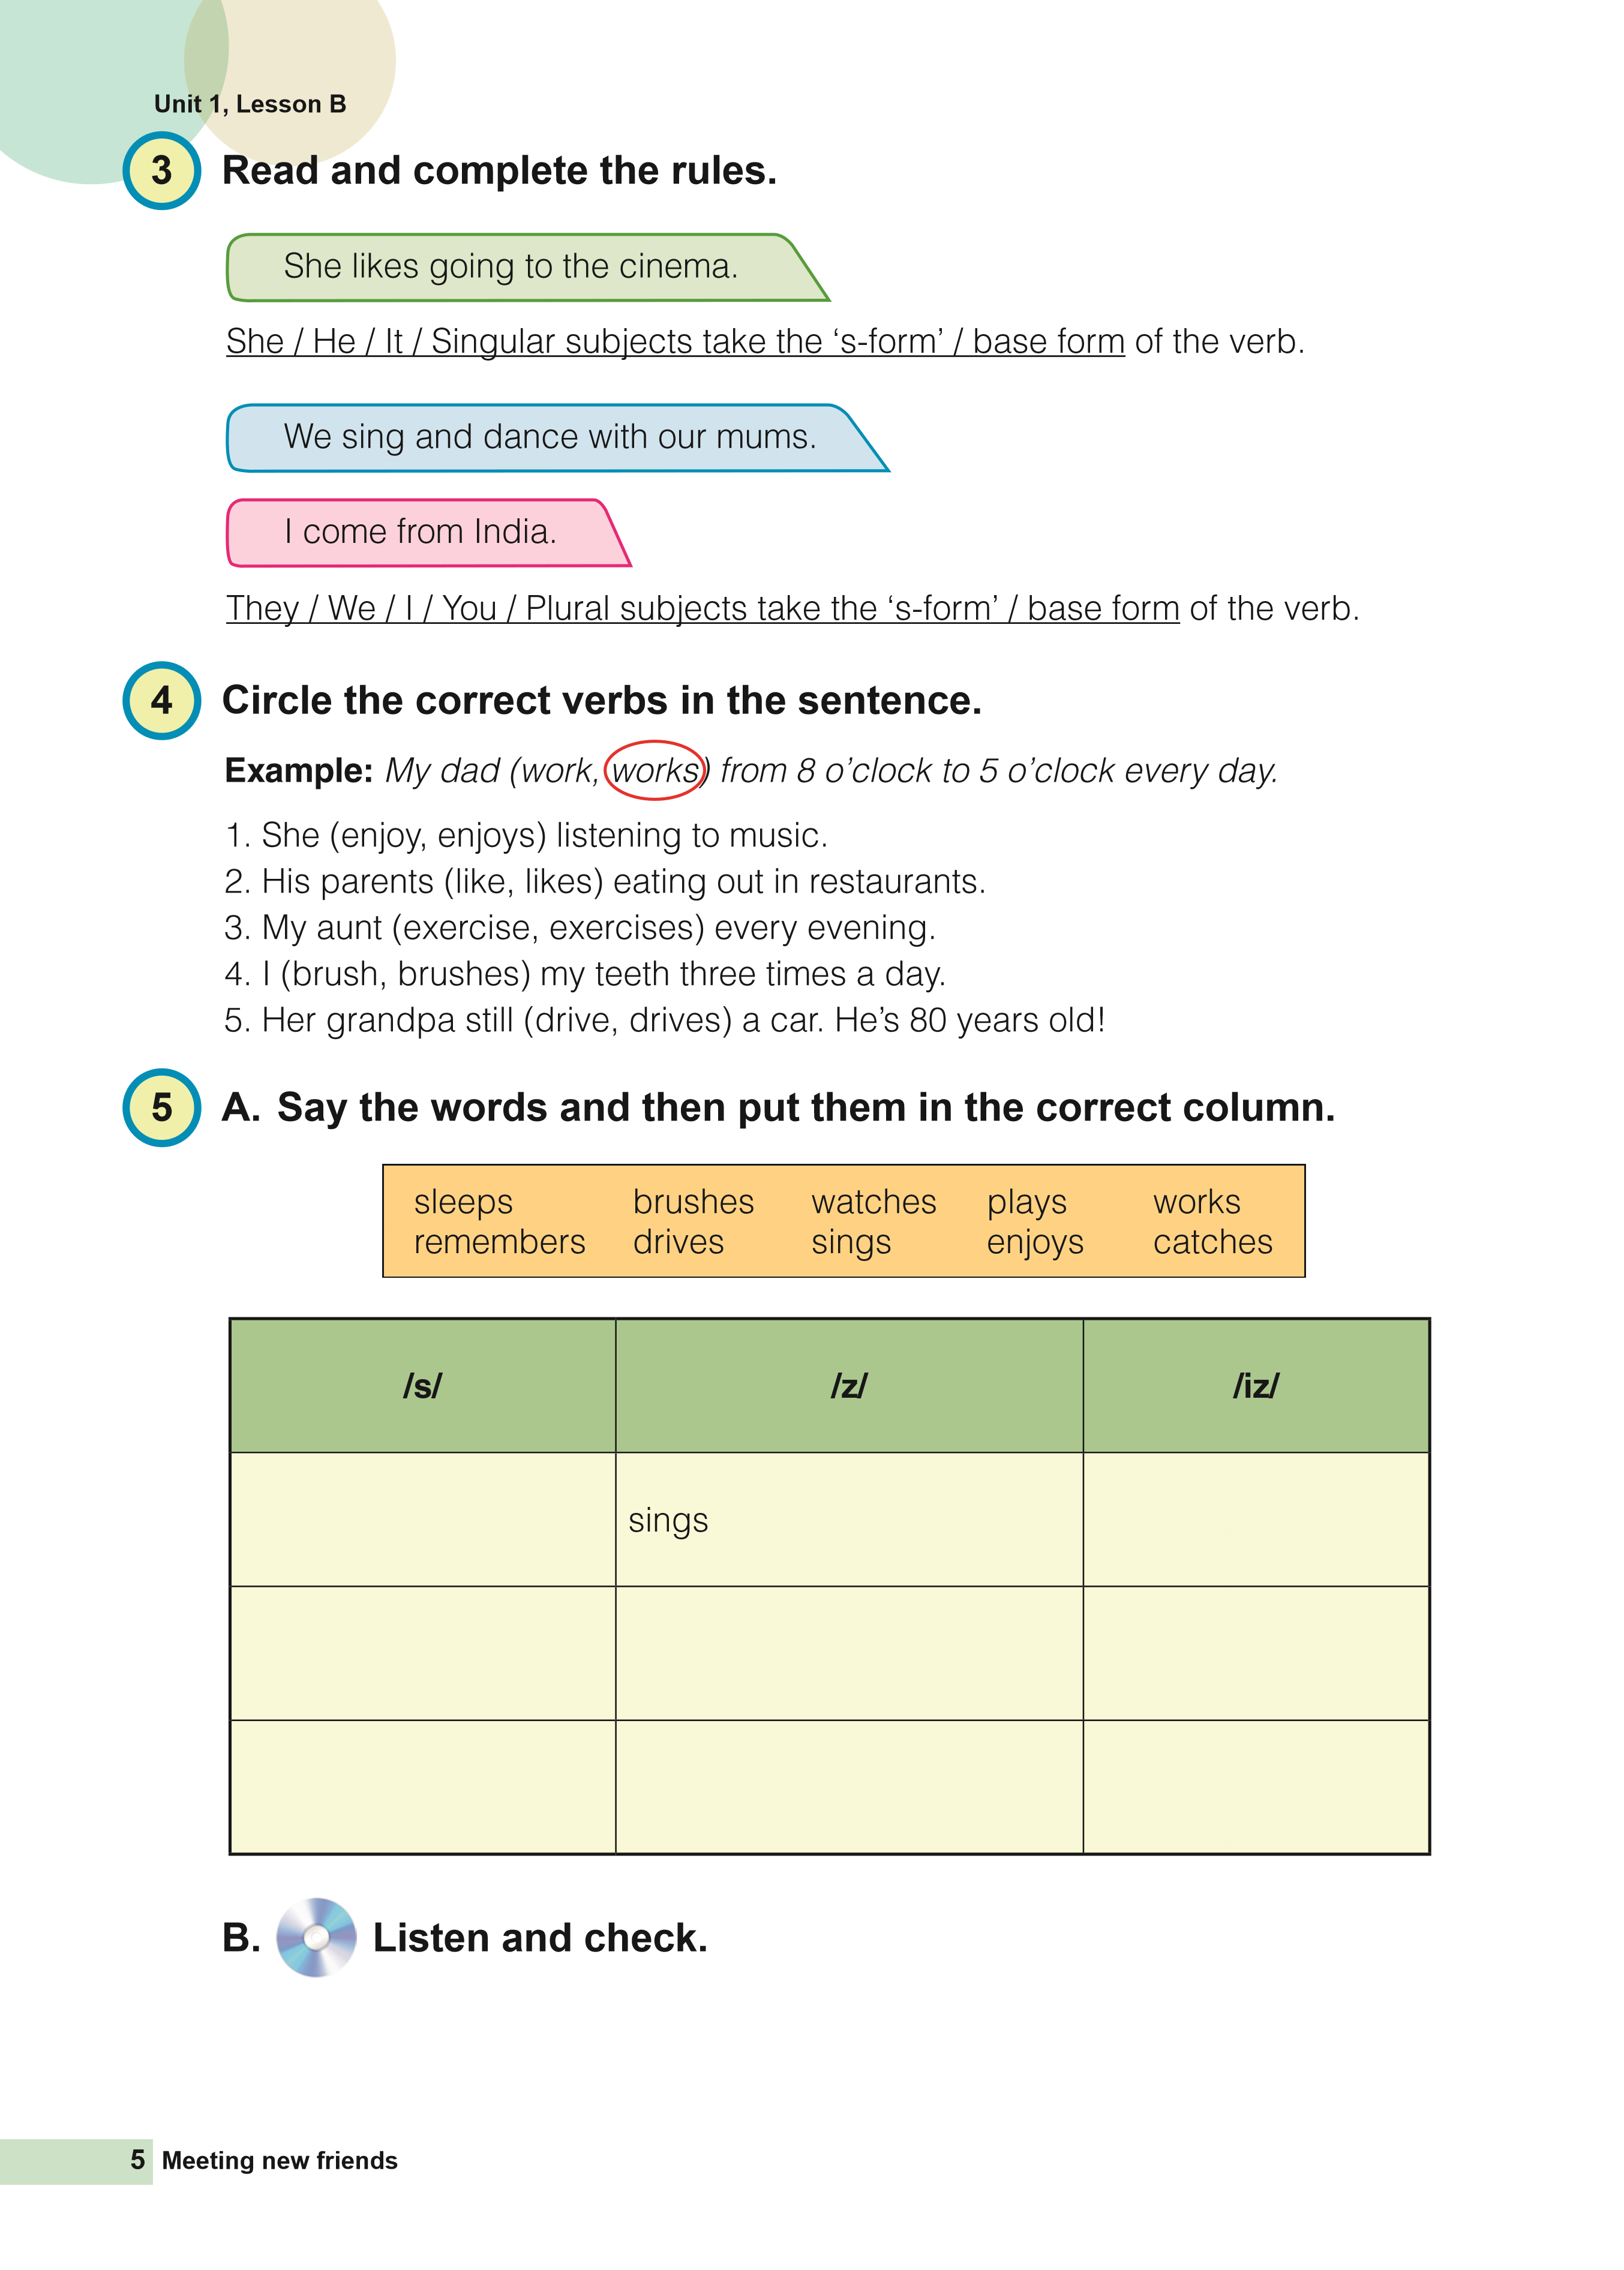 Unit 1, Lesson B
3 Read and complete the rules.
She likes going to the cinema.
She / He / It / Singular subjects take the ‘s-form’ / base form of the verb.
We sing and dance with our mums.
I come from India.
They / We / I / You / Plural subjects take the ‘s-form’ / base form of the verb.
4 Circle the correct verbs in the sentence.
Example: My dad (work, works) from 8 o’clock to 5 o’clock every day.
1. She (enjoy, enjoys) listening to music.
2. His parents (like, likes) eating out in restaurants.
3. My aunt (exercise, exercises) every evening.
4. I (brush, brushes) my teeth three times a day.
5. Her grandpa still (drive, drives) a car. He’s 80 years old!
5 A. Say the words and then put them in the correct column.
sleeps brushes watches plays works
remembers drives sings enjoys catches
/s/ /z/ /iz/
sings
B. Listen and check.
5 Meeting new friends